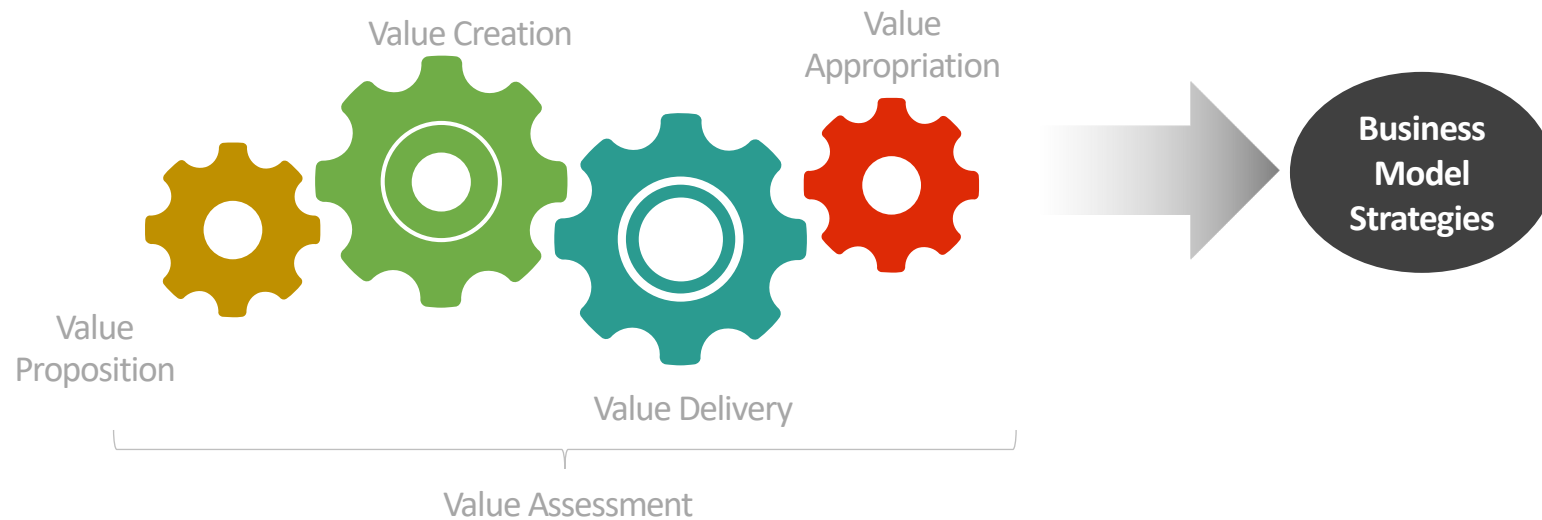 Value Creation
Value
Appropriation
Business
Model
Strategies
Value
Proposition
Value Delivery
Value Assessment